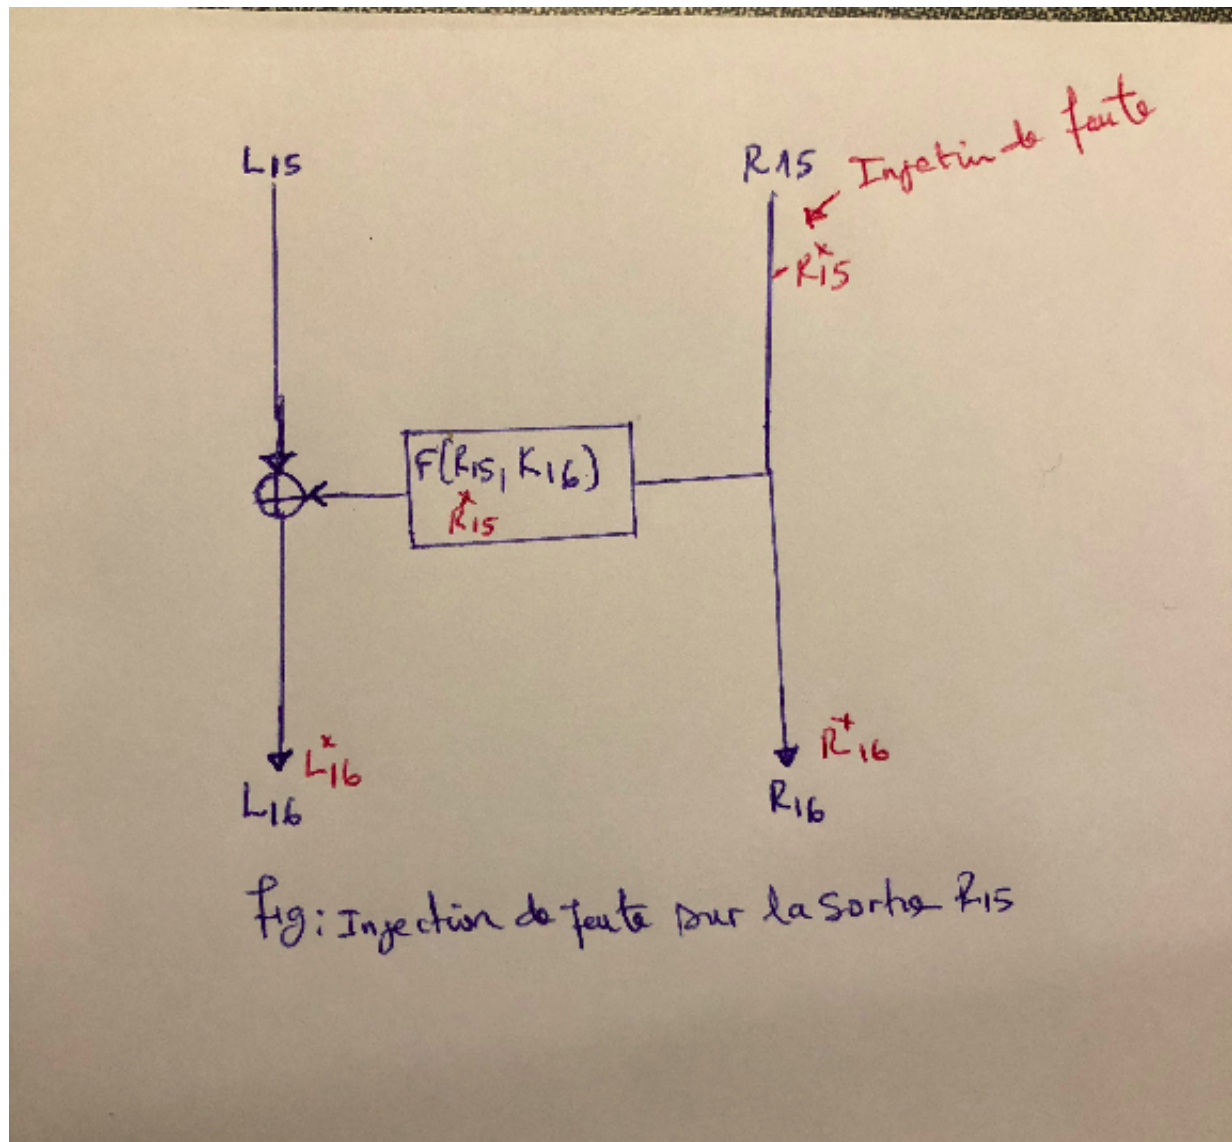 L15
R15
Injection de faute
R*15
F(R15, K16)
R*15
L*16
R*16
L16
R16
fig: Injection de faute sur la sortie R15